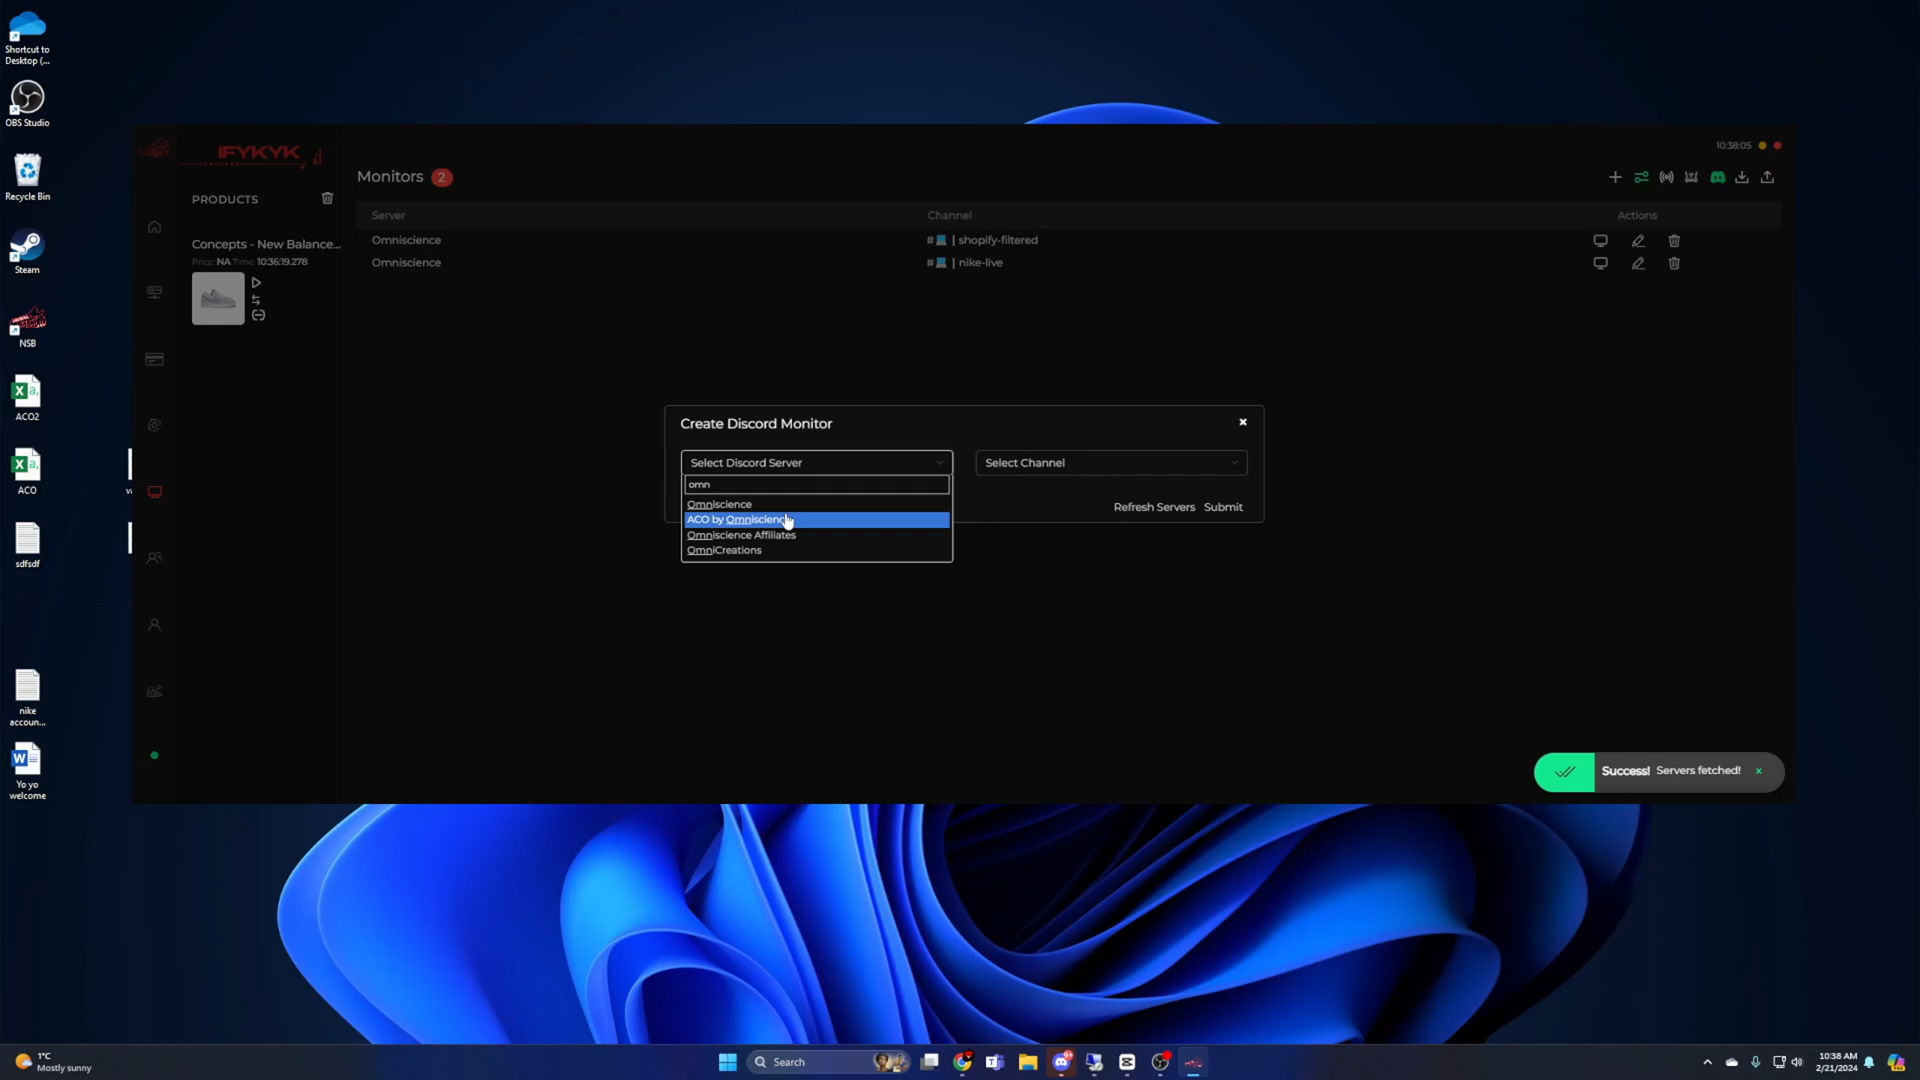 Shortcut to
Desktop (...
OBS Studio
Recycle Bin
Steam
NSB
ACO2
ACO
sdfsdf
nike
accoun...
Yo yo
welcome
IFYKYK
PRODUCTS
Concepts - New Balance...
Price: NA Time: 10:36:19.278
Monitors 2
10:38:05
Server Channel Actions
Omniscience # | shopify-filtered
Omniscience # | nike-live
Create Discord Monitor
Select Discord Server
Select Channel
omn
Omniscience
ACO by Omniscience
Omniscience Affiliates
OmniCreations
Refresh Servers Submit
Success! Servers fetched!
1°C
Mostly sunny
Search
10:38 AM
2/21/2024